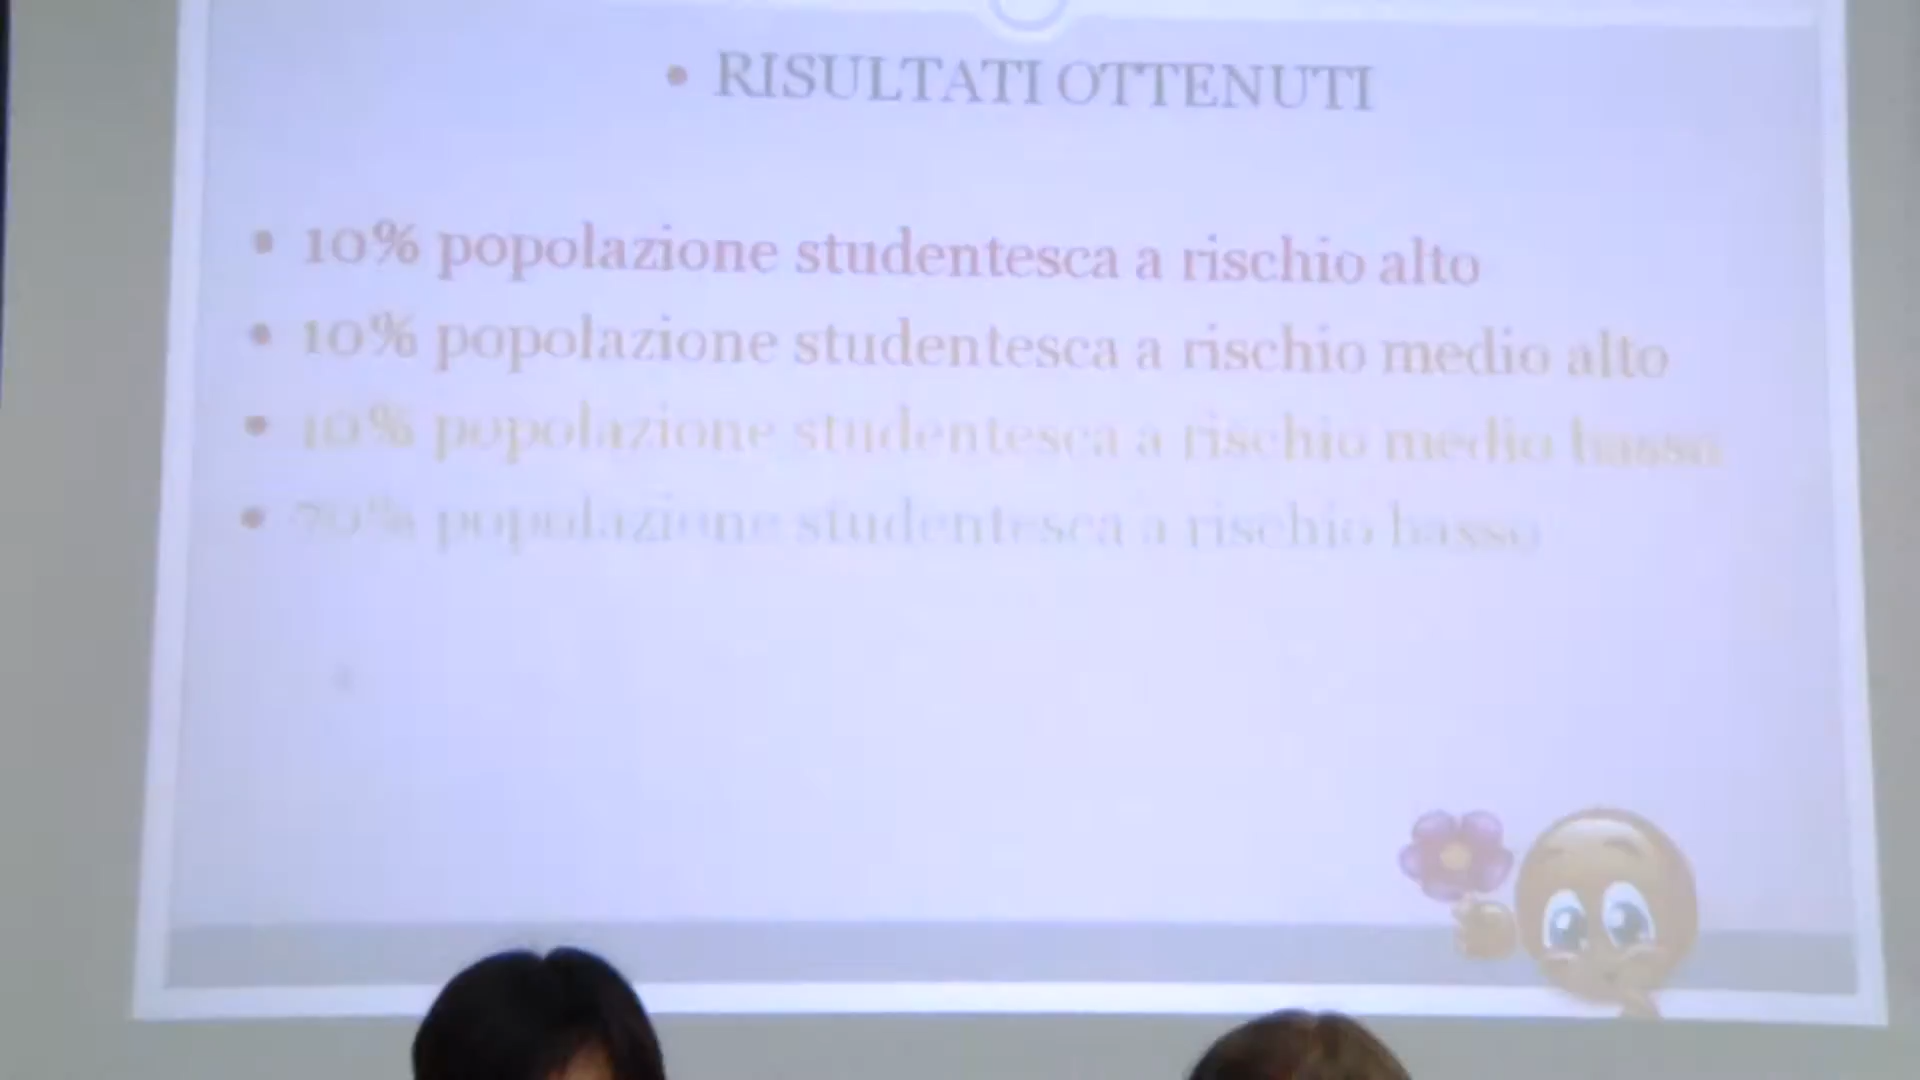 • RISULTATI OTTENUTI
• 10% popolazione studentesca a rischio alto
• 10% popolazione studentesca a rischio medio alto
• 10% popolazione studentesca a rischio medio basso
• 70% popolazione studentesca a rischio basso